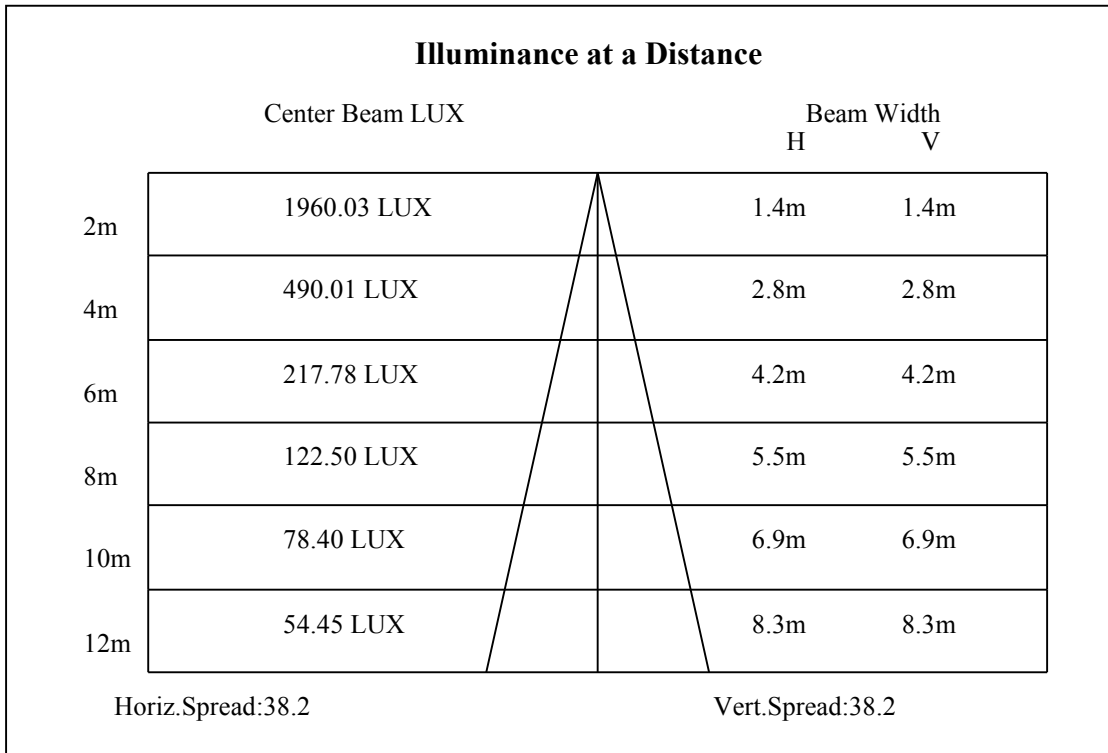 Illuminance at a Distance
Center Beam LUX Beam Width
H V
2m 1960.03 LUX 1.4m 1.4m
4m 490.01 LUX 2.8m 2.8m
6m 217.78 LUX 4.2m 4.2m
8m 122.50 LUX 5.5m 5.5m
10m 78.40 LUX 6.9m 6.9m
12m 54.45 LUX 8.3m 8.3m
Horiz.Spread:38.2 Vert.Spread:38.2